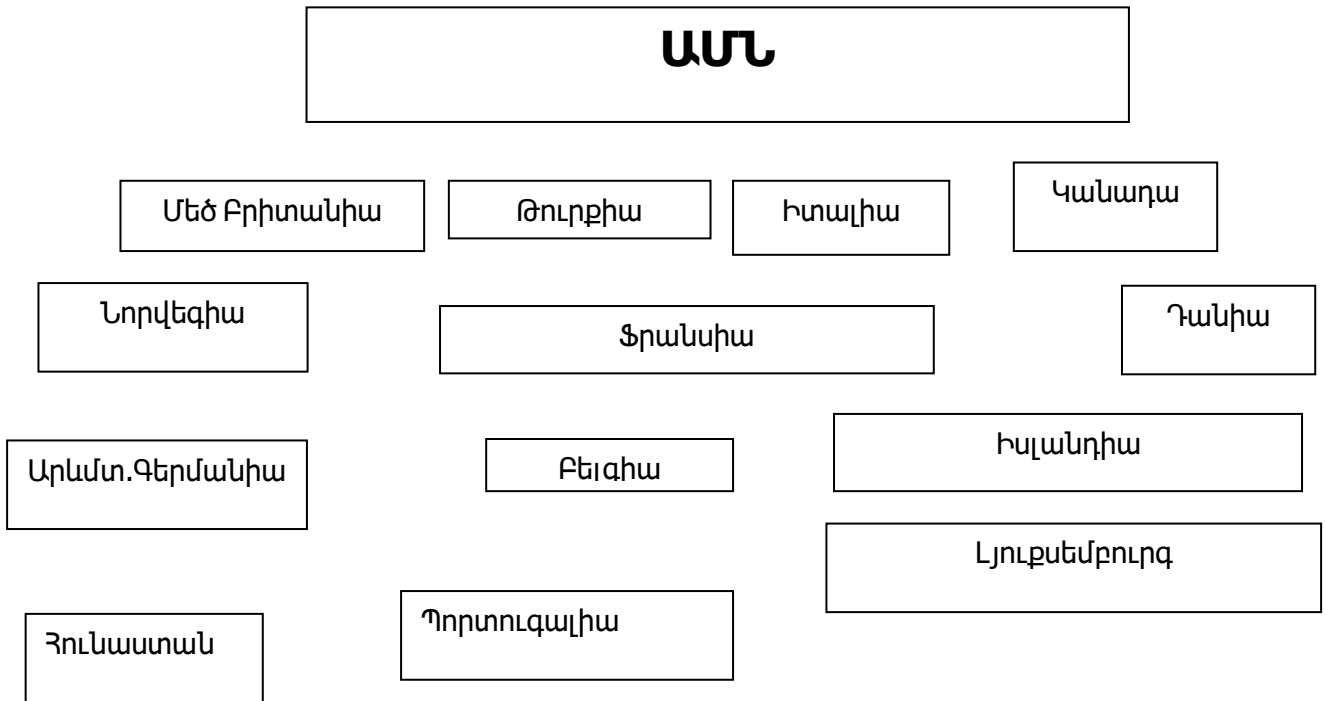 ԱՄՆ
Մեծ Բրիտանիա
Թուրքիա
Իտալիա
Կանադա
Նորվեգիա
Ֆրանսիա
Դանիա
Արևմտ.Գերմանիա
Բելգիա
Իսլանդիա
Լյուքսեմբուրգ
Հունաստան
Պորտուգալիա